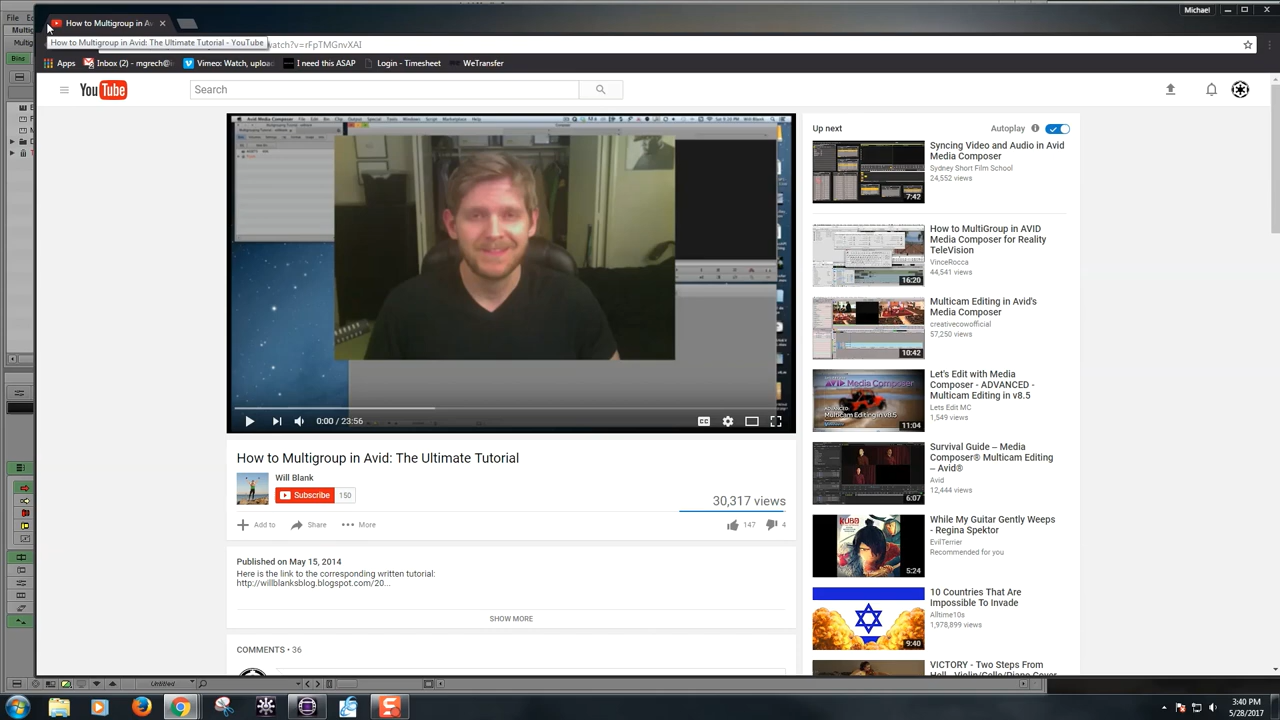 File
Michael
How to Multigroup in Av
How to Multigroup in Avid: The Ultimate Tutorial - YouTube
watch?v=rFpTMGnvXAI
Bins
Apps
Inbox (0) - mgrech@
Vimeo: Watch, upload
I need this ASAP
Login - Timesheet
WeTransfer
YouTube
Search
Up next
Autoplay
Syncing Video and Audio in Avid
Media Composer
Sydney Short Film School
24,552 views
7:42
How to MultiGroup in AVID
Media Composer for Reality
TeleVision
VinceRocca
44,541 views
16:20
Multicam Editing in Avid's
Media Composer
creativecowofficial
57,250 views
10:42
Let's Edit with Media
Composer - ADVANCED -
Multicam Editing in v8.5
Lets Edit MC
1,549 views
11:04
Survival Guide – Media
Composer® Multicam Editing
– Avid®
Avid
12,444 views
6:07
While My Guitar Gently Weeps
- Regina Spektor
EvilTerrier
Recommended for you
5:24
10 Countries That Are
Impossible To Invade
Alltime10s
1,978,899 views
9:40
VICTORY - Two Steps From
0:00 / 23:56
CC
How to Multigroup in Avid: The Ultimate Tutorial
Will Blank
Subscribe
150
30,317 views
Add to
Share
More
147
4
Published on May 15, 2014
Here is the link to the corresponding written tutorial:
http://willblanksblog.blogspot.com/20...
SHOW MORE
COMMENTS • 36
Untitled
3:40 PM
5/28/2017